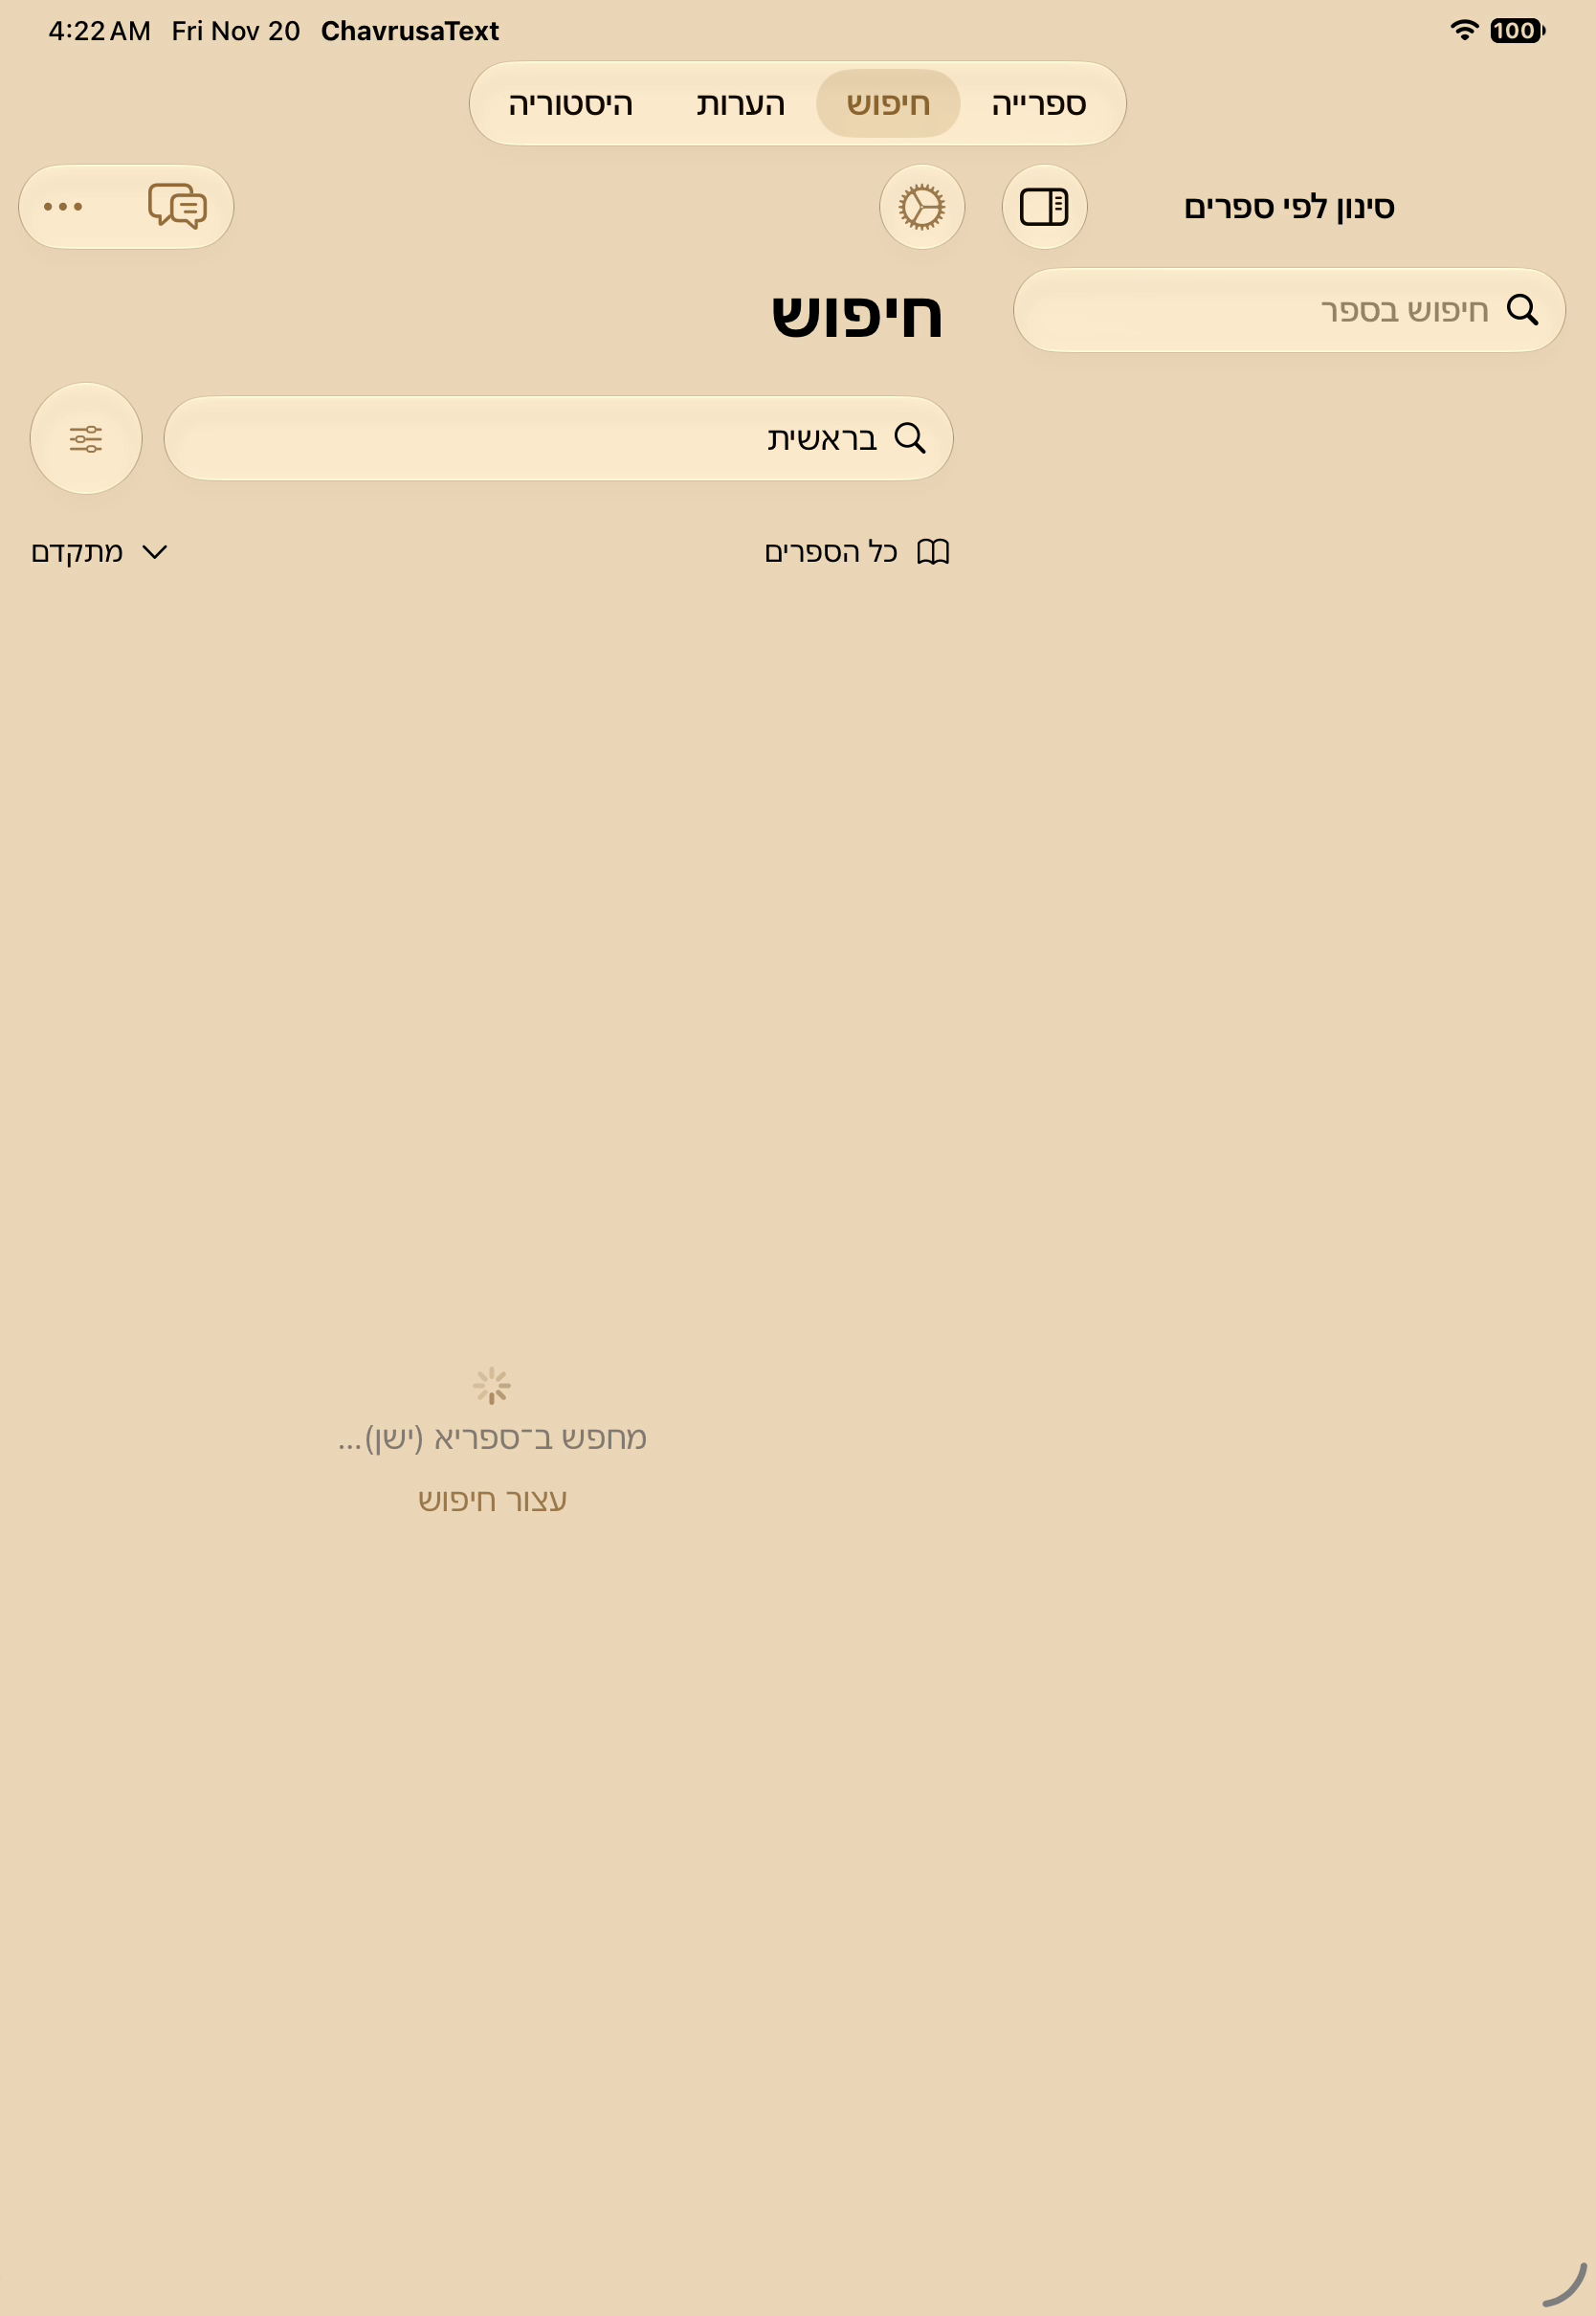 4:22 AM Fri Nov 20 ChavrusaText 100
ספרייה חיפוש הערות היסטוריה
סינון לפי ספרים
חיפוש בספר
חיפוש
בראשית
כל הספרים
מתקדם
מחפש ב־ספריא (ישן)...
עצור חיפוש